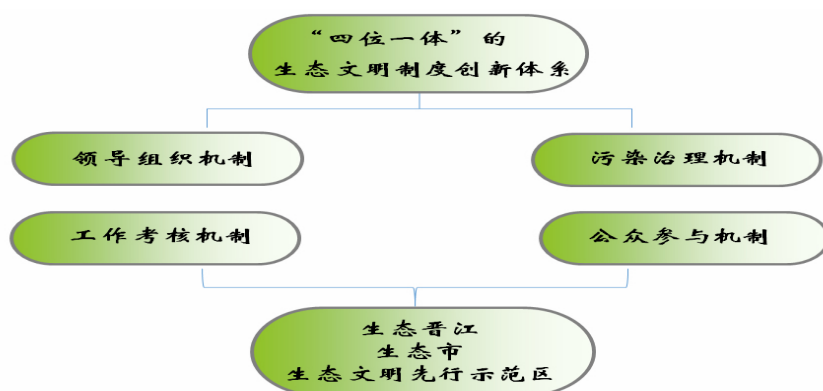 “四位一体”的
生态文明制度创新体系
领导组织机制
污染治理机制
工作考核机制
公众参与机制
生态晋江
生态市
生态文明先行示范区